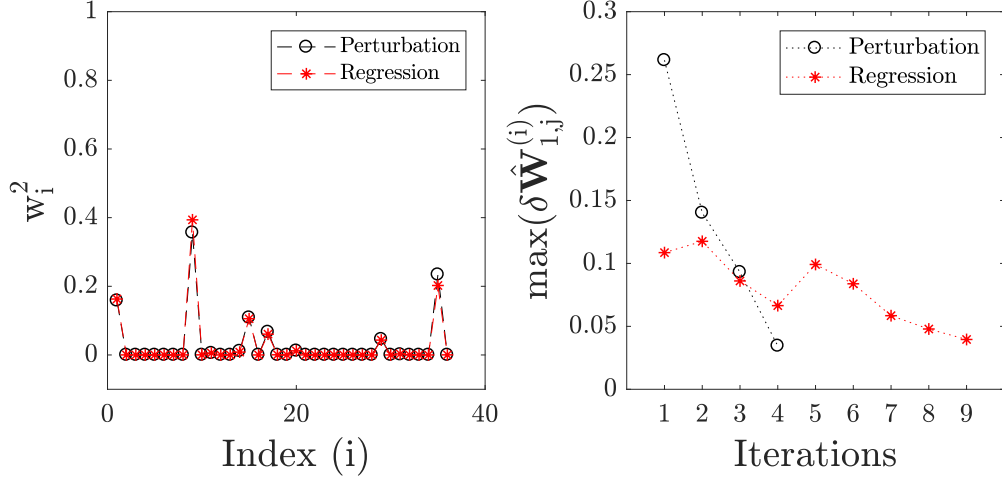 1
0.8
0.6
0.4
0.2
0
0
20
40
w_i^2
Index (i)
Perturbation
Regression
0.3
0.25
0.2
0.15
0.1
0.05
0
1 2 3 4 5 6 7 8 9
max(δŴ_{1,j}^{(i)})
Iterations
Perturbation
Regression